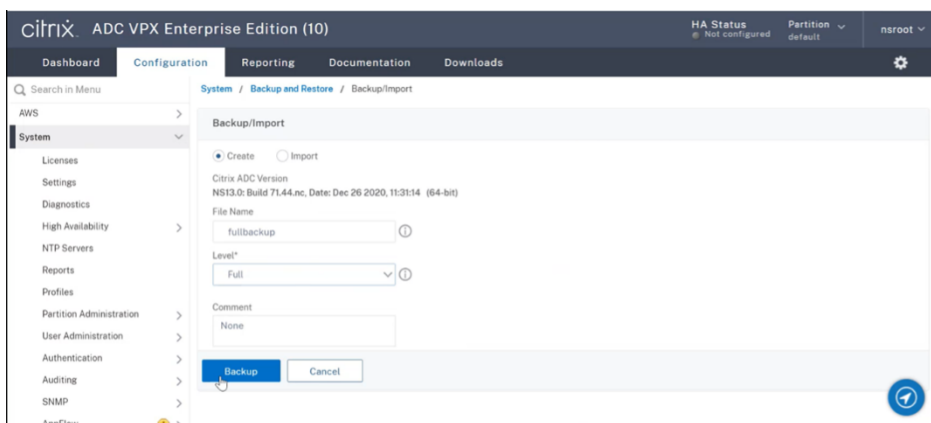 citrix. ADC VPX Enterprise Edition (10)
HA Status
Not configured
Partition
default
nsroot
Dashboard Configuration Reporting Documentation Downloads
Search in Menu
System / Backup and Restore / Backup/Import
AWS
System
Licenses
Settings
Diagnostics
High Availability
NTP Servers
Reports
Profiles
Partition Administration
User Administration
Authentication
Auditing
SNMP
AppFlow
Backup/Import
Create Import
Citrix ADC Version
NS13.0: Build 71.44.nc, Date: Dec 26 2020, 11:31:14 (64-bit)
File Name
fullbackup
Level*
Full
Comment
None
Backup Cancel